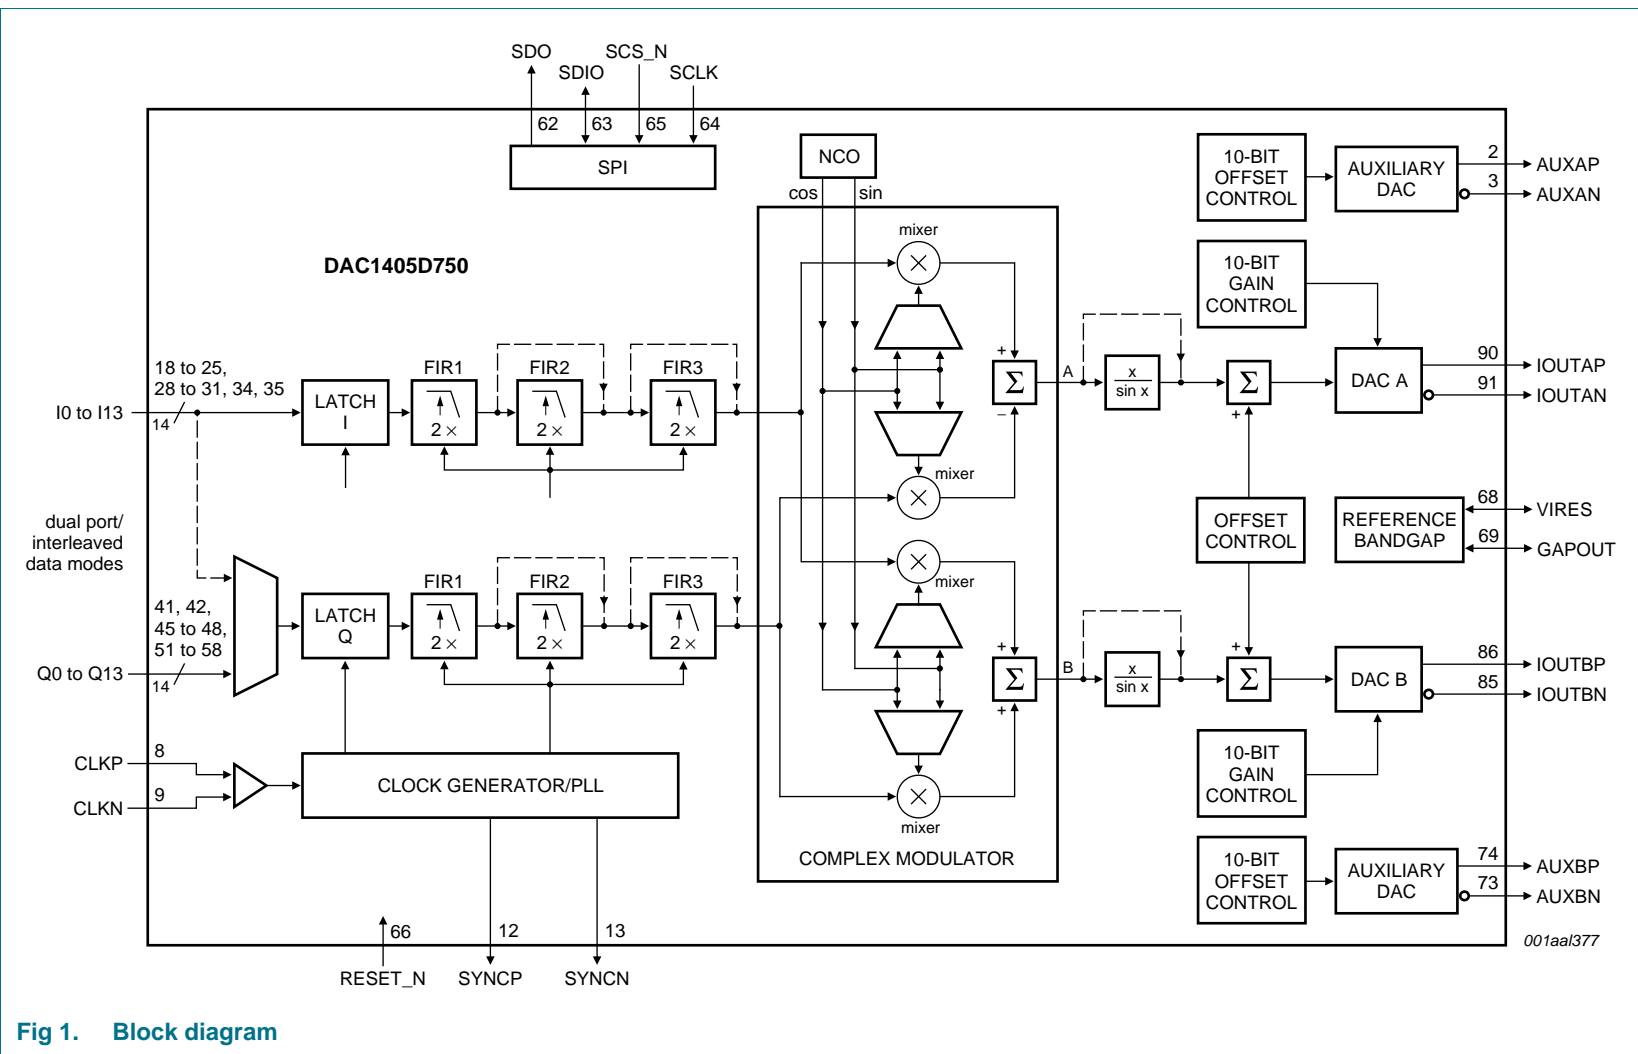 SDO
SDIO
SCS_N
SCLK
62
63
65
64
SPI
NCO
cos
sin
10-BIT
OFFSET
CONTROL
AUXILIARY
DAC
2
AUXAP
3
AUXAN
DAC1405D750
mixer
10-BIT
GAIN
CONTROL
18 to 25,
28 to 31, 34, 35
I0 to I13
14
LATCH
I
FIR1
2 ×
FIR2
2 ×
FIR3
2 ×
+
Σ
−
A
x
sin x
Σ
+
DAC A
90
IOUTAP
91
IOUTAN
mixer
dual port/
interleaved
data modes
OFFSET
CONTROL
REFERENCE
BANDGAP
68
VIRES
69
GAPOUT
mixer
41, 42,
45 to 48,
51 to 58
Q0 to Q13
14
LATCH
Q
FIR1
2 ×
FIR2
2 ×
FIR3
2 ×
+
Σ
+
B
x
sin x
+
Σ
DAC B
86
IOUTBP
85
IOUTBN
CLKP
8
CLKN
9
CLOCK GENERATOR/PLL
10-BIT
GAIN
CONTROL
mixer
COMPLEX MODULATOR
10-BIT
OFFSET
CONTROL
AUXILIARY
DAC
74
AUXBP
73
AUXBN
66
12
13
RESET_N
SYNCP
SYNCN
001aal377
Fig 1. Block diagram